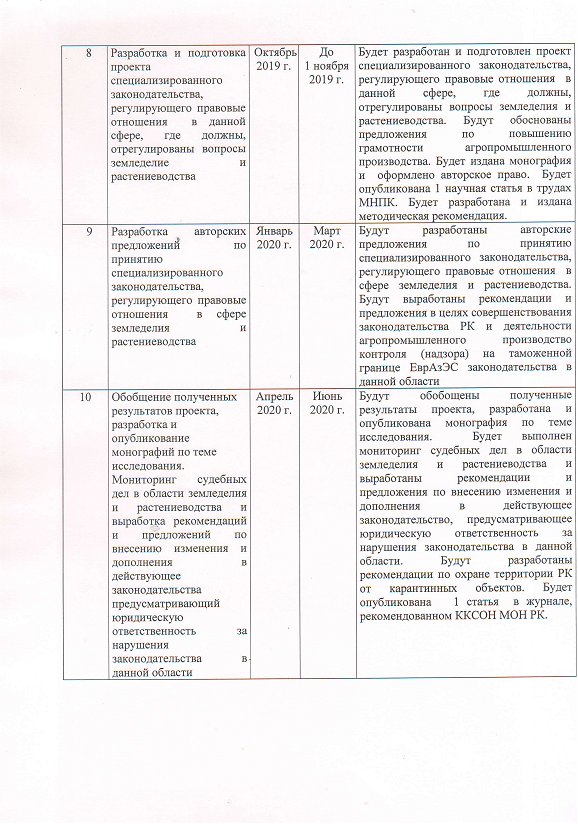 8
Разработка и подготовка
проекта
специализированного
законодательства,
регулирующего правовые
отношения в данной
сфере, где должны,
отрегулированы вопросы
земледелие и
растениеводства
Октябрь
2019 г.
До
1 ноября
2019 г.
Будет разработан и подготовлен проект
специализированного законодательства,
регулирующего правовые отношения в
данной сфере, где должны,
отрегулированы вопросы земледелия и
растениеводства. Будут обоснованы
предложения по повышению
грамотности агропромышленного
производства. Будет издана монография
и оформлено авторское право. Будет
опубликована 1 научная статья в трудах
МНПК. Будет разработана и издана
методическая рекомендация.
9
Разработка авторских
предложений по
принятию
специализированного
законодательства,
регулирующего правовые
отношения в сфере
земледелия и
растениеводства
Январь
2020 г.
Март
2020 г.
Будут разработаны авторские
предложения по принятию
специализированного законодательства,
регулирующего правовые отношения в
сфере земледелия и растениеводства.
Будут выработаны рекомендации и
предложения в целях совершенствования
законодательства РК и деятельности
агропромышленного производство
контроля (надзора) на таможенной
границе ЕврАзЭС законодательства в
данной области
10
Обобщение полученных
результатов проекта,
разработка и
опубликование
монографий по теме
исследования.
Мониторинг судебных
дел в области земледелия
и растениеводства и
выработка рекомендаций
и предложений по
внесению изменения и
дополнения в
действующее
законодательства
предусматривающий
юридическую
ответственность за
нарушения
законодательства в
данной области
Апрель
2020 г.
Июнь
2020 г.
Будут обобощены полученные
результаты проекта, разработана и
опубликована монография по теме
исследования. Будет выполнен
мониторинг судебных дел в области
земледелия и растениеводства и
выработаны рекомендации и
предложения по внесению изменения и
дополнения в действующее
законодательство, предусматривающее
юридическую ответственность за
нарушения законодательства в данной
области. Будут разработаны
рекомендации по охране территории РК
от карантинных объектов. Будет
опубликована 1 статья в журнале,
рекомендованном ККСОН МОН РК.